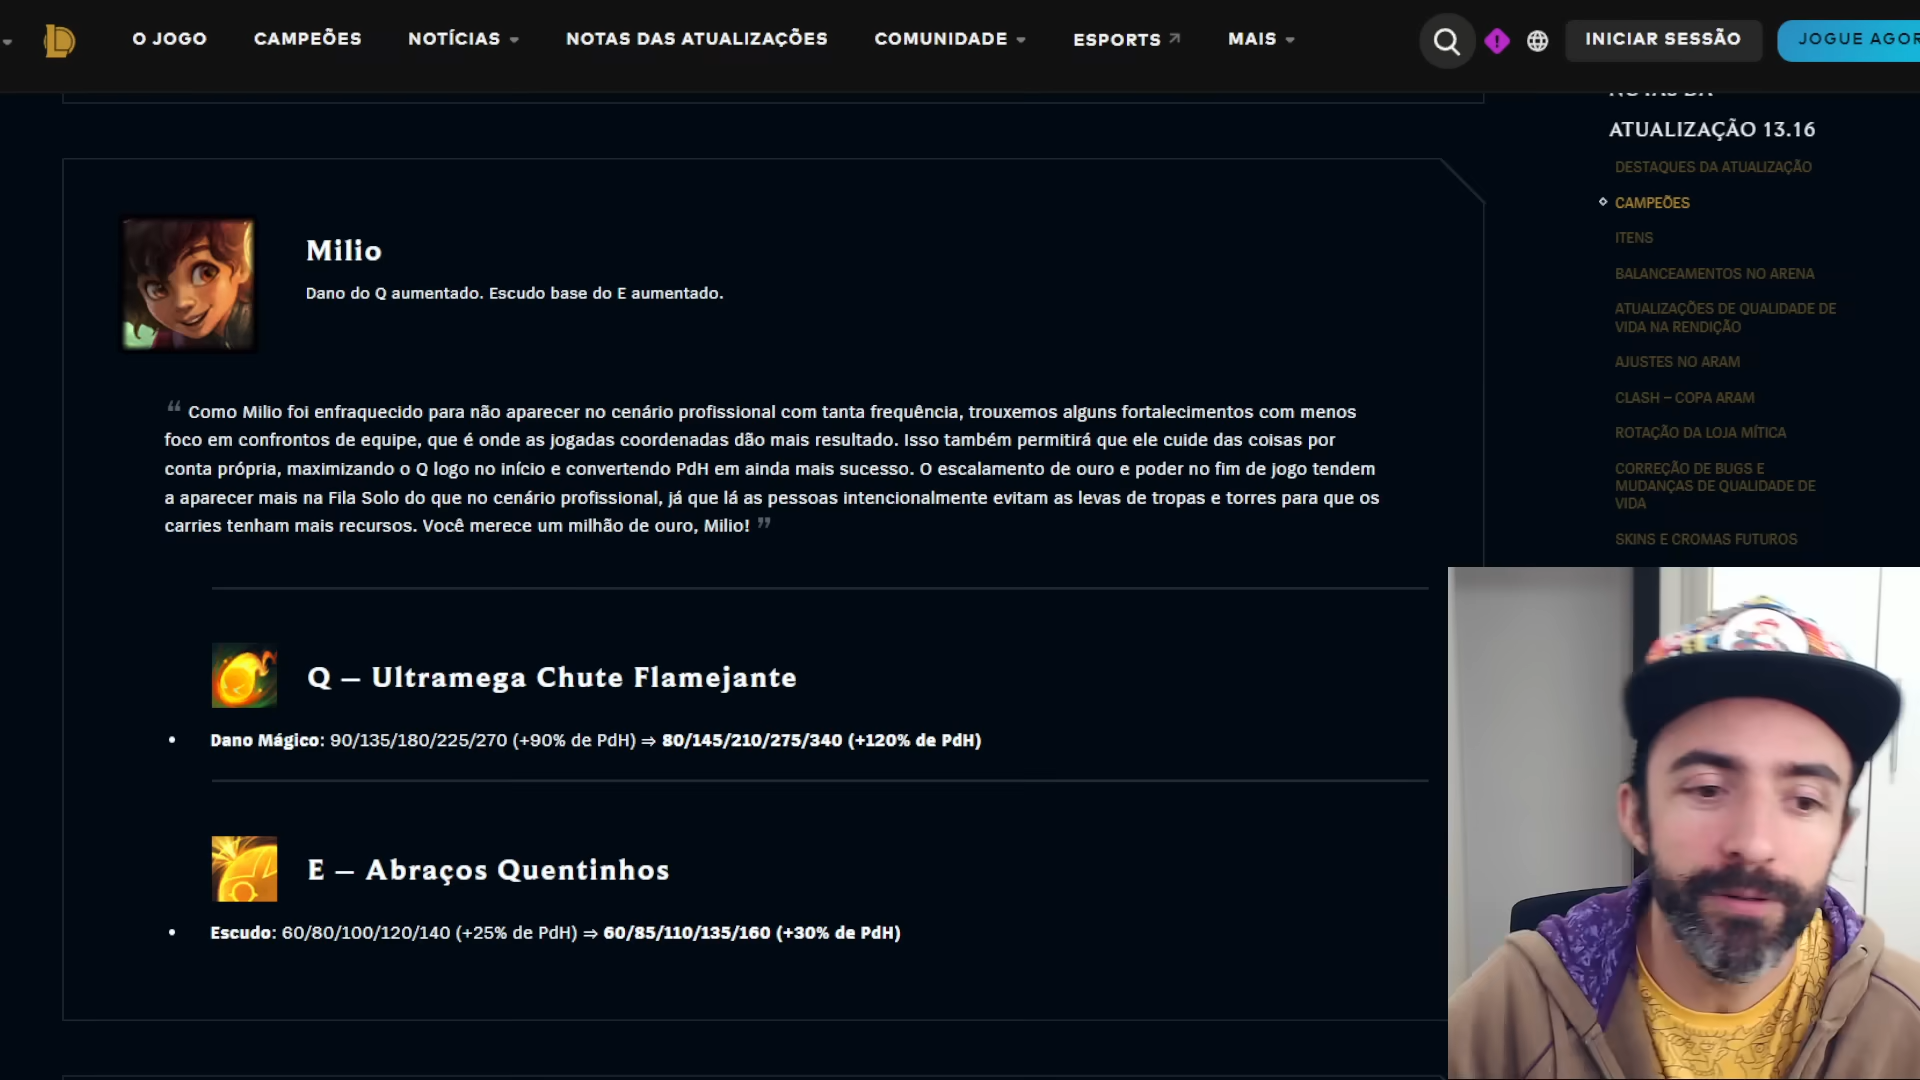 O JOGO
CAMPEÕES
NOTÍCIAS
NOTAS DAS ATUALIZAÇÕES
COMUNIDADE
ESPORTS
MAIS
INICIAR SESSÃO
JOGUE AGOR
NOTAS DA
ATUALIZAÇÃO 13.16
DESTAQUES DA ATUALIZAÇÃO
CAMPEÕES
ITENS
BALANCEAMENTOS NO ARENA
ATUALIZAÇÕES DE QUALIDADE DE
VIDA NA RENDIÇÃO
AJUSTES NO ARAM
CLASH – COPA ARAM
ROTAÇÃO DA LOJA MÍTICA
CORREÇÃO DE BUGS E
MUDANÇAS DE QUALIDADE DE
VIDA
SKINS E CROMAS FUTUROS
Milio
Dano do Q aumentado. Escudo base do E aumentado.
“ Como Milio foi enfraquecido para não aparecer no cenário profissional com tanta frequência, trouxemos alguns fortalecimentos com menos
foco em confrontos de equipe, que é onde as jogadas coordenadas dão mais resultado. Isso também permitirá que ele cuide das coisas por
conta própria, maximizando o Q logo no início e convertendo PdH em ainda mais sucesso. O escalamento de ouro e poder no fim de jogo tendem
a aparecer mais na Fila Solo do que no cenário profissional, já que lá as pessoas intencionalmente evitam as levas de tropas e torres para que os
carries tenham mais recursos. Você merece um milhão de ouro, Milio! ”
Q – Ultramega Chute Flamejante
• Dano Mágico: 90/135/180/225/270 (+90% de PdH) ⇒ 80/145/210/275/340 (+120% de PdH)
E – Abraços Quentinhos
• Escudo: 60/80/100/120/140 (+25% de PdH) ⇒ 60/85/110/135/160 (+30% de PdH)